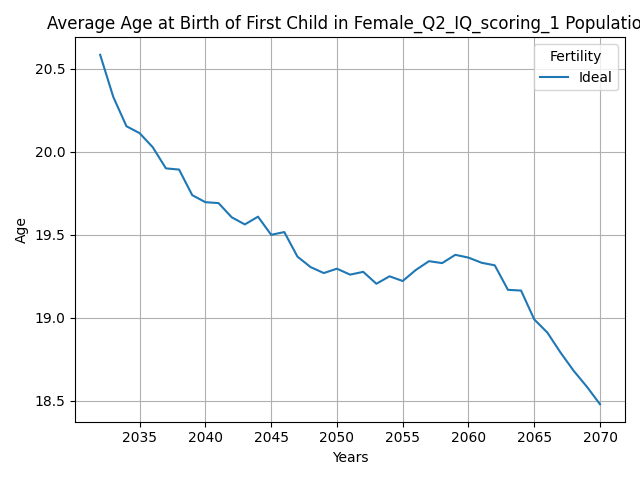 Average Age at Birth of First Child in Female_Q2_IQ_scoring_1 Populatio
Fertility
Ideal
20.5
20.0
19.5
19.0
18.5
Age
2035 2040 2045 2050 2055 2060 2065 2070
Years